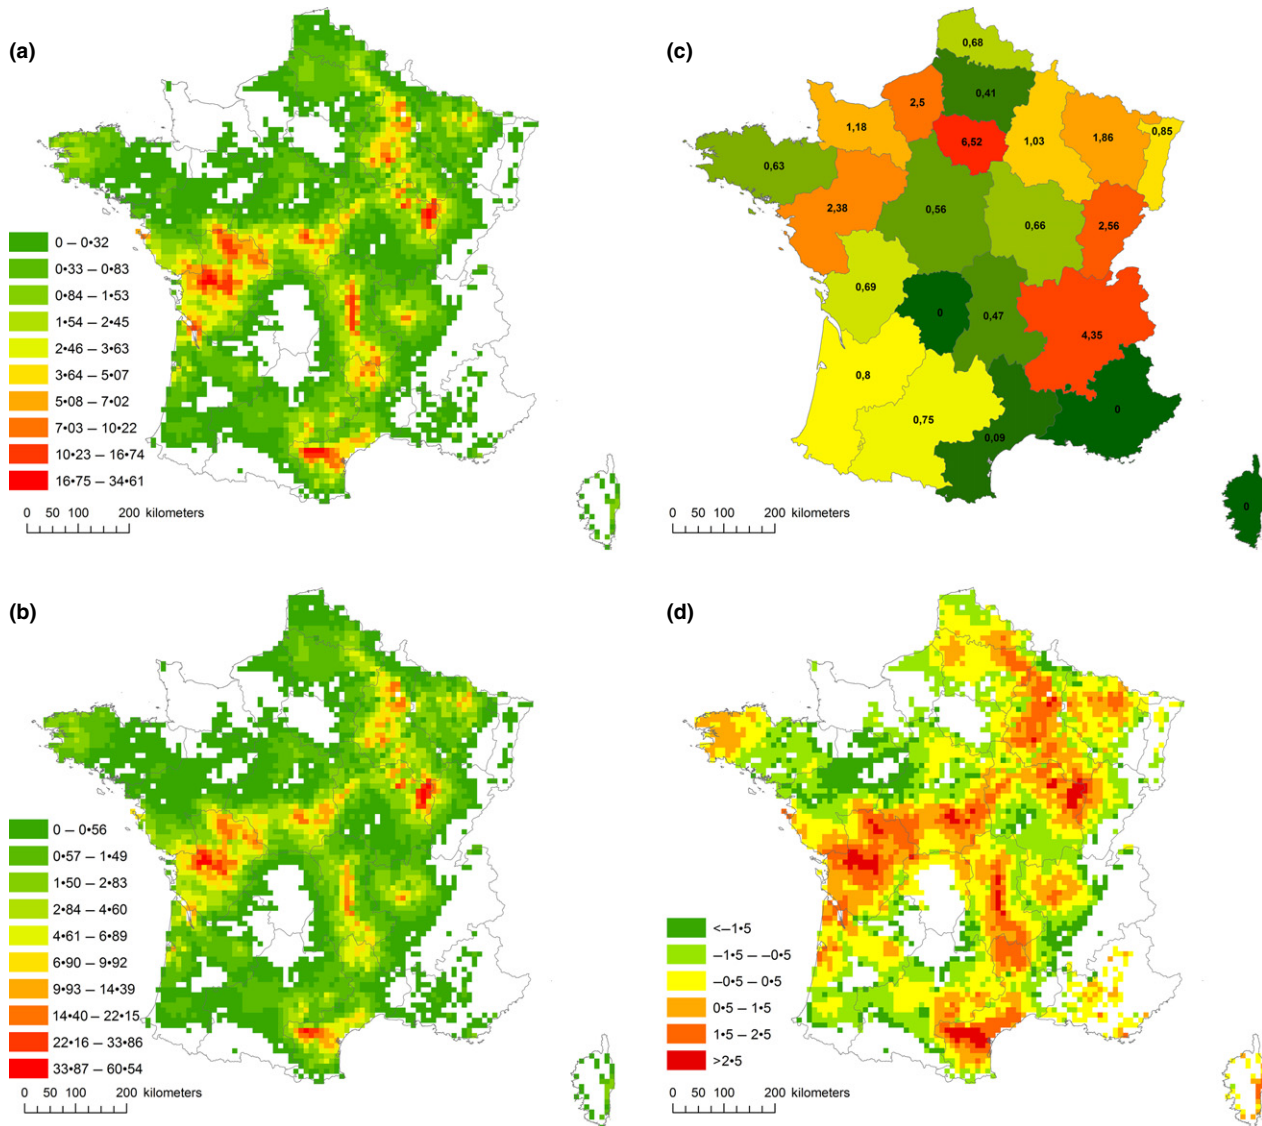 (a)
0 – 0•32
0•33 – 0•83
0•84 – 1•53
1•54 – 2•45
2•46 – 3•63
3•64 – 5•07
5•08 – 7•02
7•03 – 10•22
10•23 – 16•74
16•75 – 34•61
0 50 100 200 kilometers
(c)
0,68
0,41
2,5
1,18
6,52
1,03
1,86
0,85
0,63
2,38
0,56
0,66
2,56
0,69
0
0,47
4,35
0,8
0,75
0,09
0
0
0 50 100 200 kilometers
(b)
0 – 0•56
0•57 – 1•49
1•50 – 2•83
2•84 – 4•60
4•61 – 6•89
6•90 – 9•92
9•93 – 14•39
14•40 – 22•15
22•16 – 33•86
33•87 – 60•54
0 50 100 200 kilometers
(d)
<–1•5
–1•5 – –0•5
–0•5 – 0•5
0•5 – 1•5
1•5 – 2•5
>2•5
0 50 100 200 kilometers